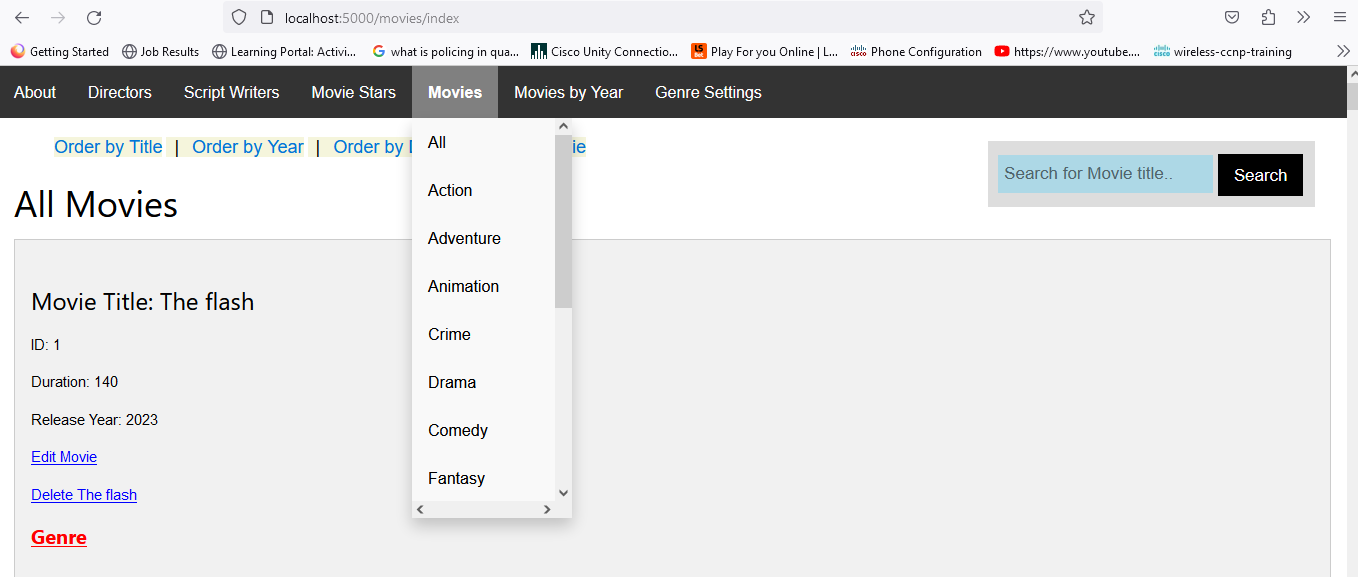 localhost:5000/movies/index
Getting Started Job Results Learning Portal: Activi... what is policing in qua... Cisco Unity Connectio... Play For you Online | L... Phone Configuration https://www.youtube.... wireless-ccnp-training
About Directors Script Writers Movie Stars Movies Movies by Year Genre Settings
Order by Title | Order by Year | Order by
Search for Movie title.. Search
All Movies
All
Action
Adventure
Animation
Crime
Drama
Comedy
Fantasy
Movie Title: The flash
ID: 1
Duration: 140
Release Year: 2023
Edit Movie
Delete The flash
Genre